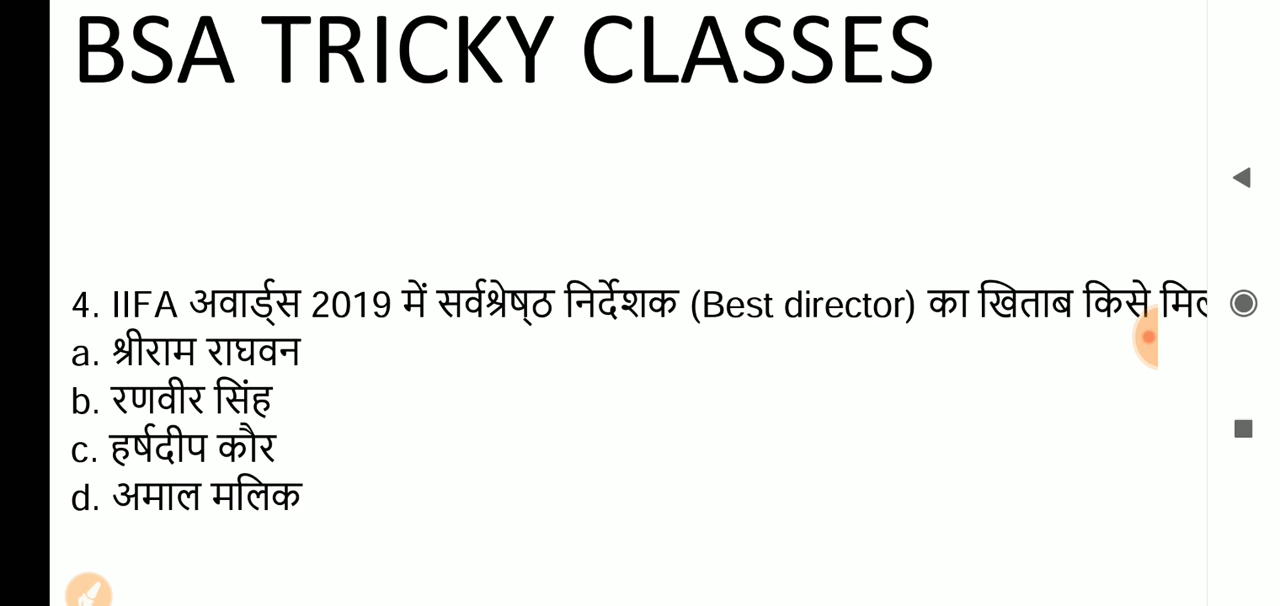 BSA TRICKY CLASSES
4. IIFA अवार्ड्स 2019 में सर्वश्रेष्ठ निर्देशक (Best director) का खिताब किसे
a. श्रीराम राघवन
b. रणवीर सिंह
c. हर्षदीप कौर
d. अमाल मलिक